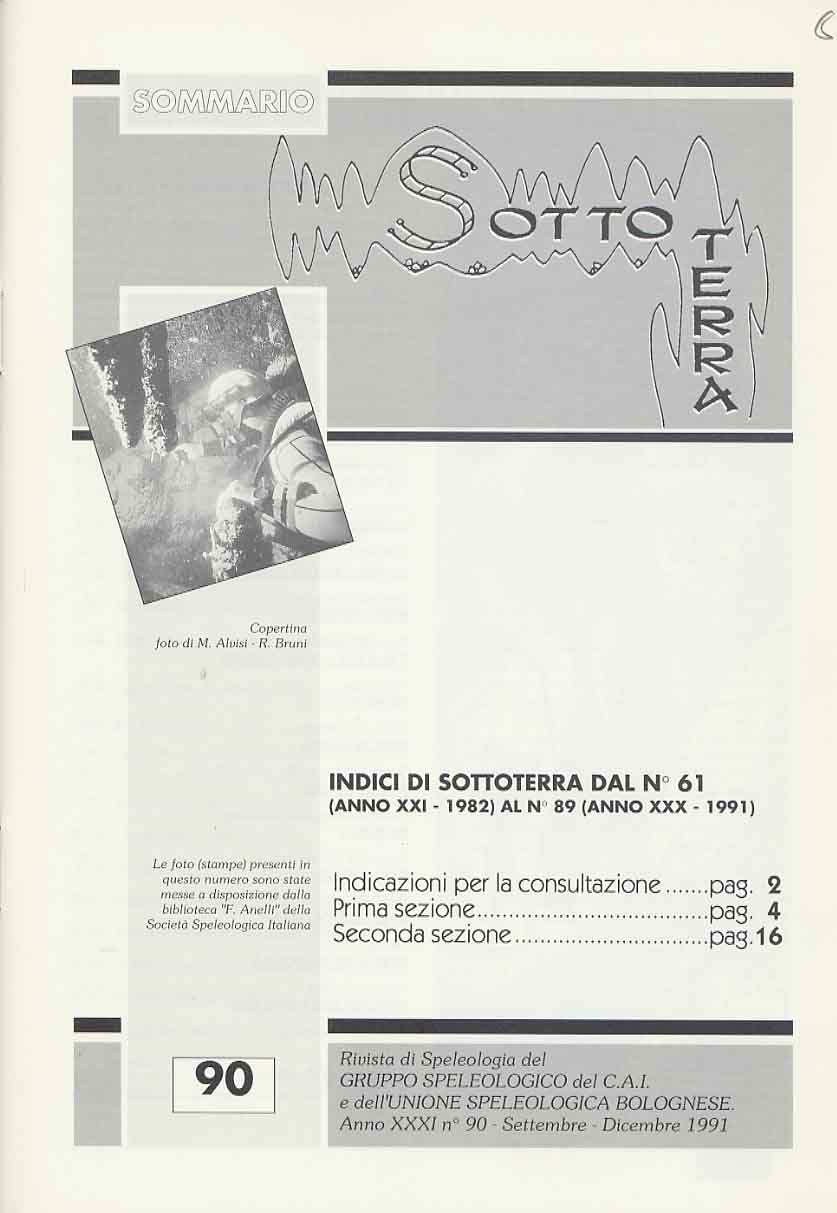 SOMMARIO
SOTTO
TERRA
Copertina
foto di M. Alvisi - R. Bruni
INDICI DI SOTTOTERRA DAL N° 61
(ANNO XXI - 1982) AL N° 89 (ANNO XXX - 1991)
Le foto (stampe) presenti in
questo numero sono state
messe a disposizione dalla
biblioteca "F. Anelli" della
Società Speleologica Italiana
Indicazioni per la consultazione.......pag. 2
Prima sezione....................................pag. 4
Seconda sezione..............................pag.16
90
Rivista di Speleologia del
GRUPPO SPELEOLOGICO del C.A.I.
e dell'UNIONE SPELEOLOGICA BOLOGNESE.
Anno XXXI n° 90 - Settembre - Dicembre 1991